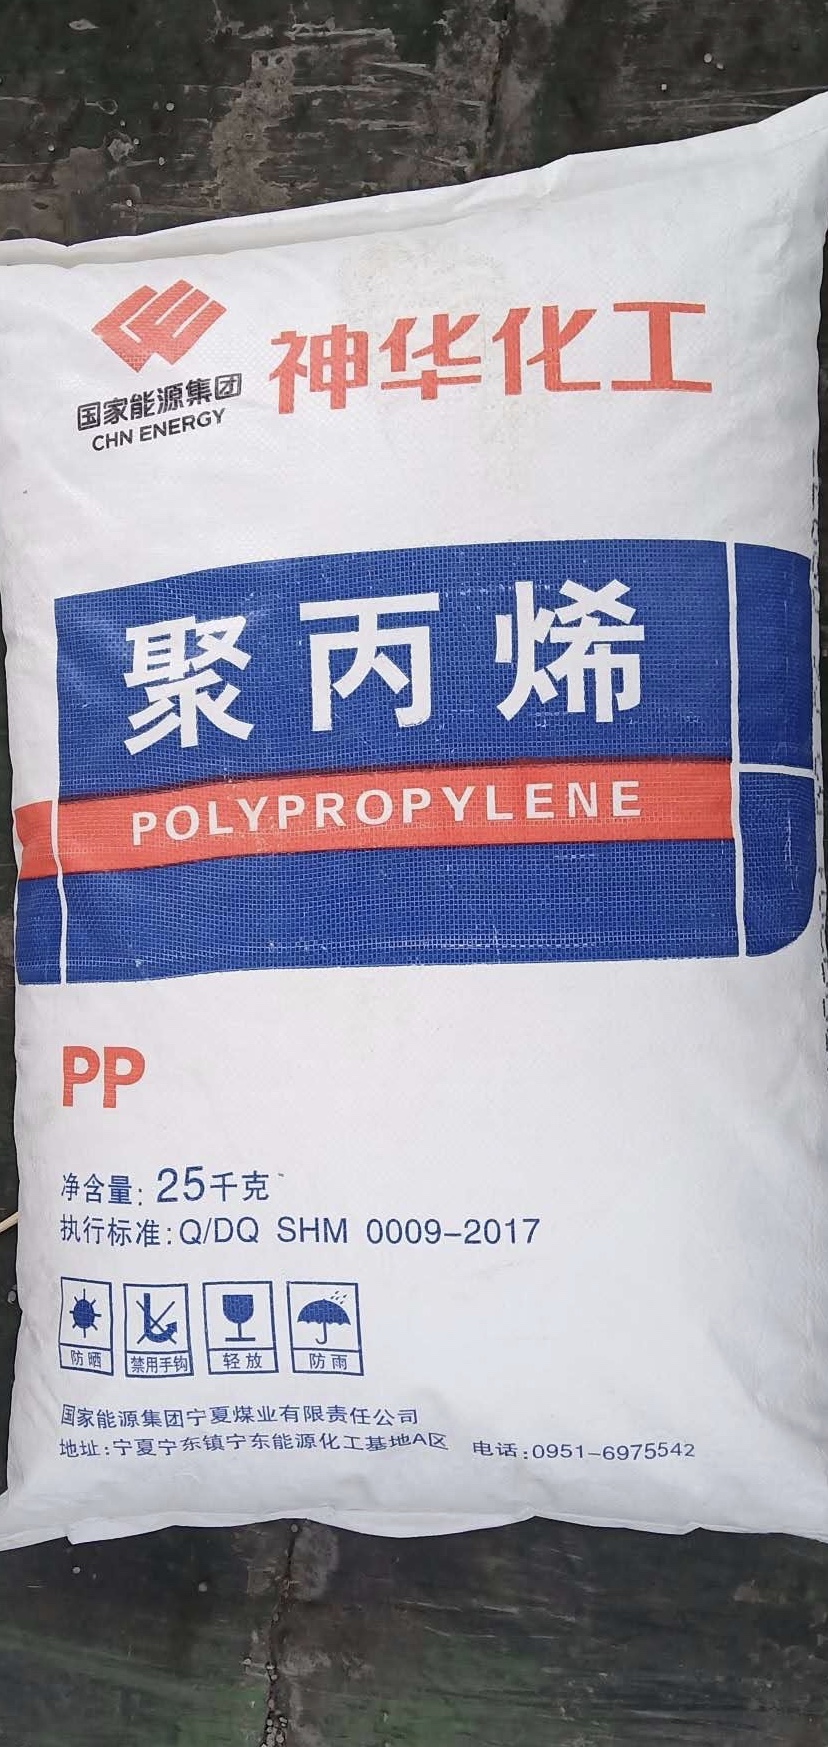 国家能源集团
CHN ENERGY
神华化工
聚丙烯
POLYPROPYLENE
PP
净含量: 25千克
执行标准: Q/DQ SHM 0009-2017
防晒
禁用手钩
轻放
防雨
国家能源集团宁夏煤业有限责任公司
地址:宁夏宁东镇宁东能源化工基地A区 电话:0951-6975542